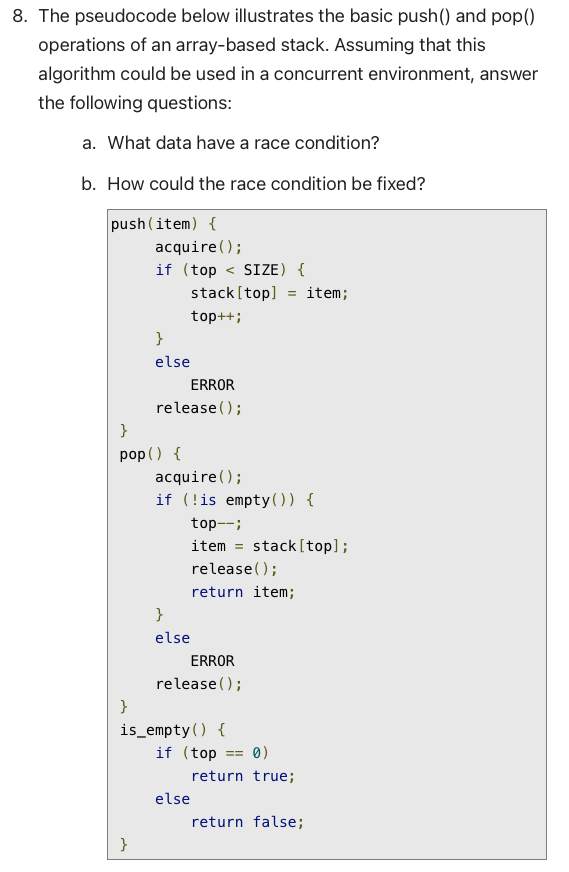 8. The pseudocode below illustrates the basic push() and pop()
operations of an array-based stack. Assuming that this
algorithm could be used in a concurrent environment, answer
the following questions:
a. What data have a race condition?
b. How could the race condition be fixed?
push(item) {
acquire();
if (top < SIZE) {
stack[top] = item;
top++;
}
else
ERROR
release();
}
pop() {
acquire();
if (!is empty()) {
top--;
item = stack[top];
release();
return item;
}
else
ERROR
release();
}
is_empty() {
if (top == 0)
return true;
else
return false;
}